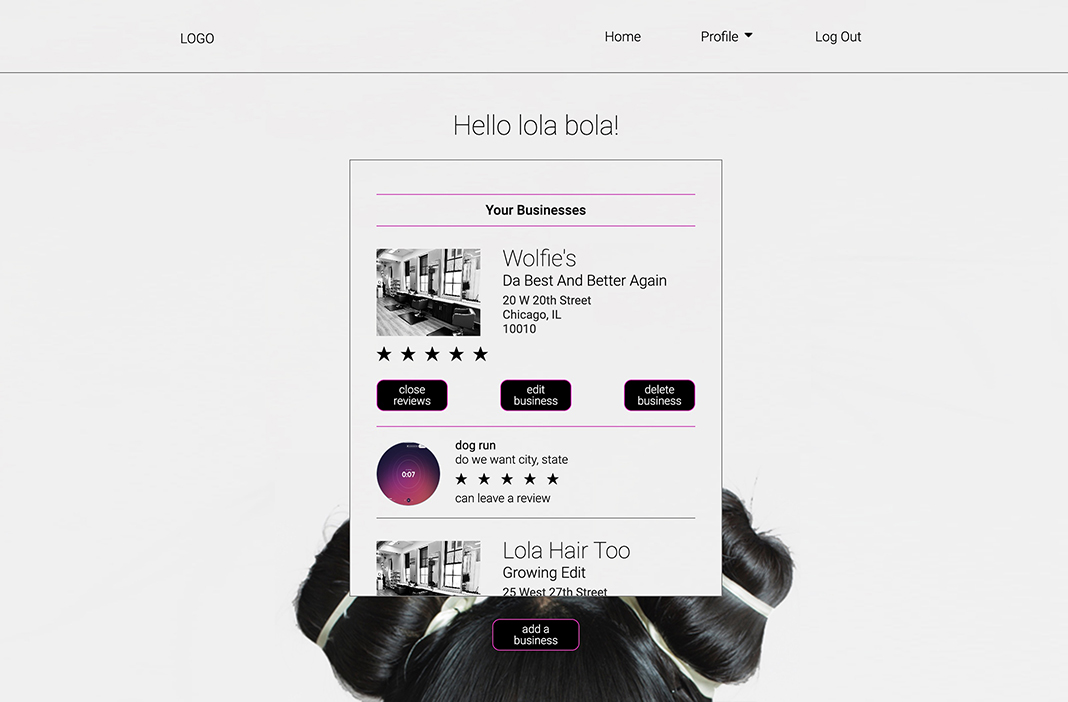 LOGO
Home
Profile
Log Out
Hello lola bola!
Your Businesses
Wolfie's
Da Best And Better Again
20 W 20th Street
Chicago, IL
10010
close
reviews
edit
business
delete
business
0:07
dog run
do we want city, state
can leave a review
Lola Hair Too
Growing Edit
25 West 27th Street
add a
business